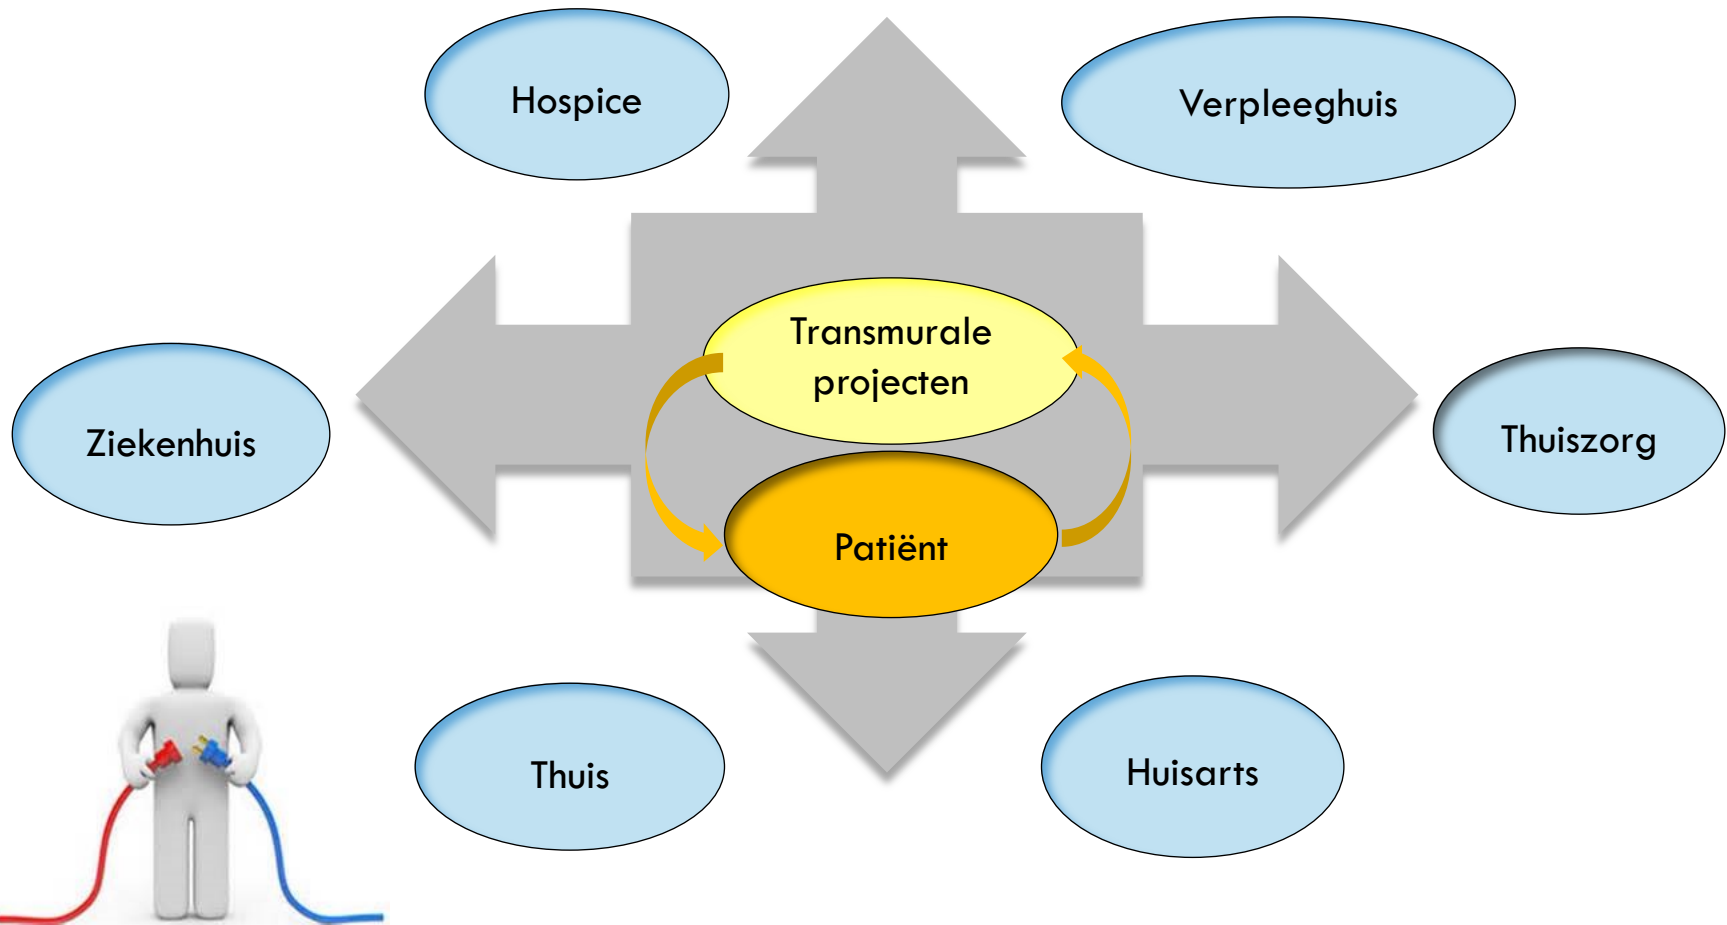 Hospice
Verpleeghuis
Transmurale
projecten
Ziekenhuis
Thuiszorg
Patiënt
Thuis
Huisarts